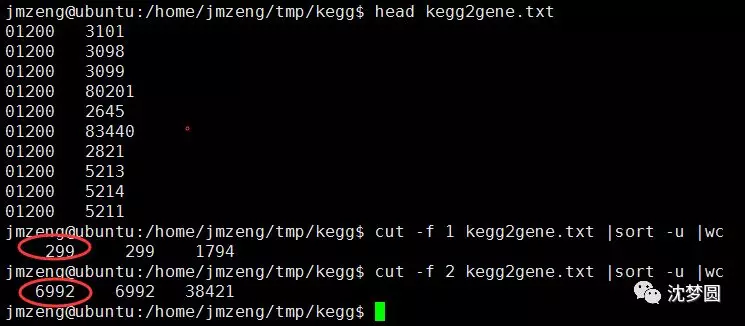 jmzeng@ubuntu:/home/jmzeng/tmp/kegg$ head kegg2gene.txt
01200   3101
01200   3098
01200   3099
01200   80201
01200   2645
01200   83440
01200   2821
01200   5213
01200   5214
01200   5211
jmzeng@ubuntu:/home/jmzeng/tmp/kegg$ cut -f 1 kegg2gene.txt |sort -u |wc
    299     299    1794
jmzeng@ubuntu:/home/jmzeng/tmp/kegg$ cut -f 2 kegg2gene.txt |sort -u |wc
   6992    6992   38421
jmzeng@ubuntu:/home/jmzeng/tmp/kegg$
沈梦圆